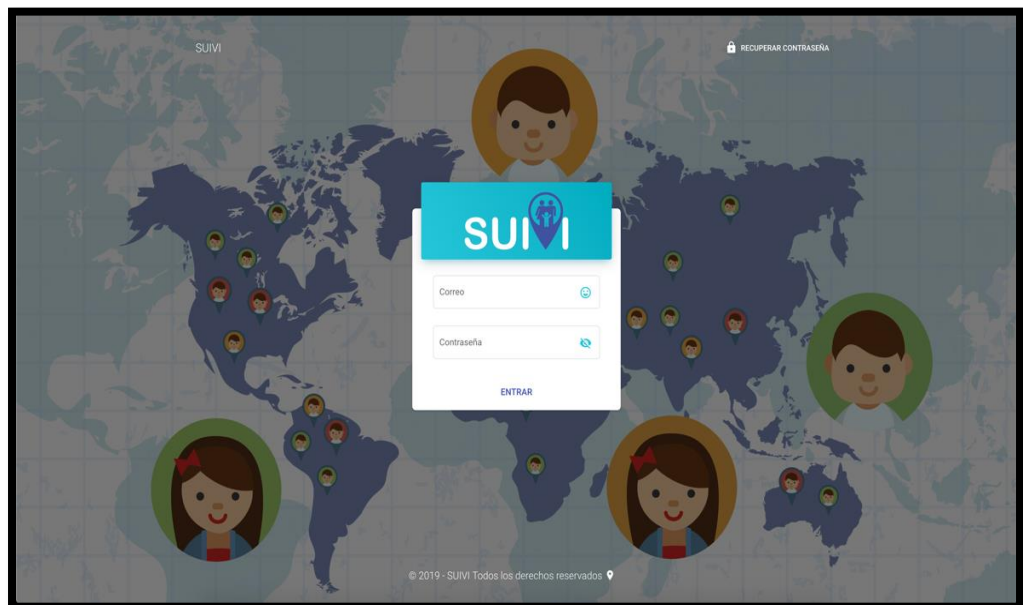 SUIVI
RECUPERAR CONTRASEÑA
SUIVI
Correo
Contraseña
ENTRAR
© 2019 - SUIVI Todos los derechos reservados